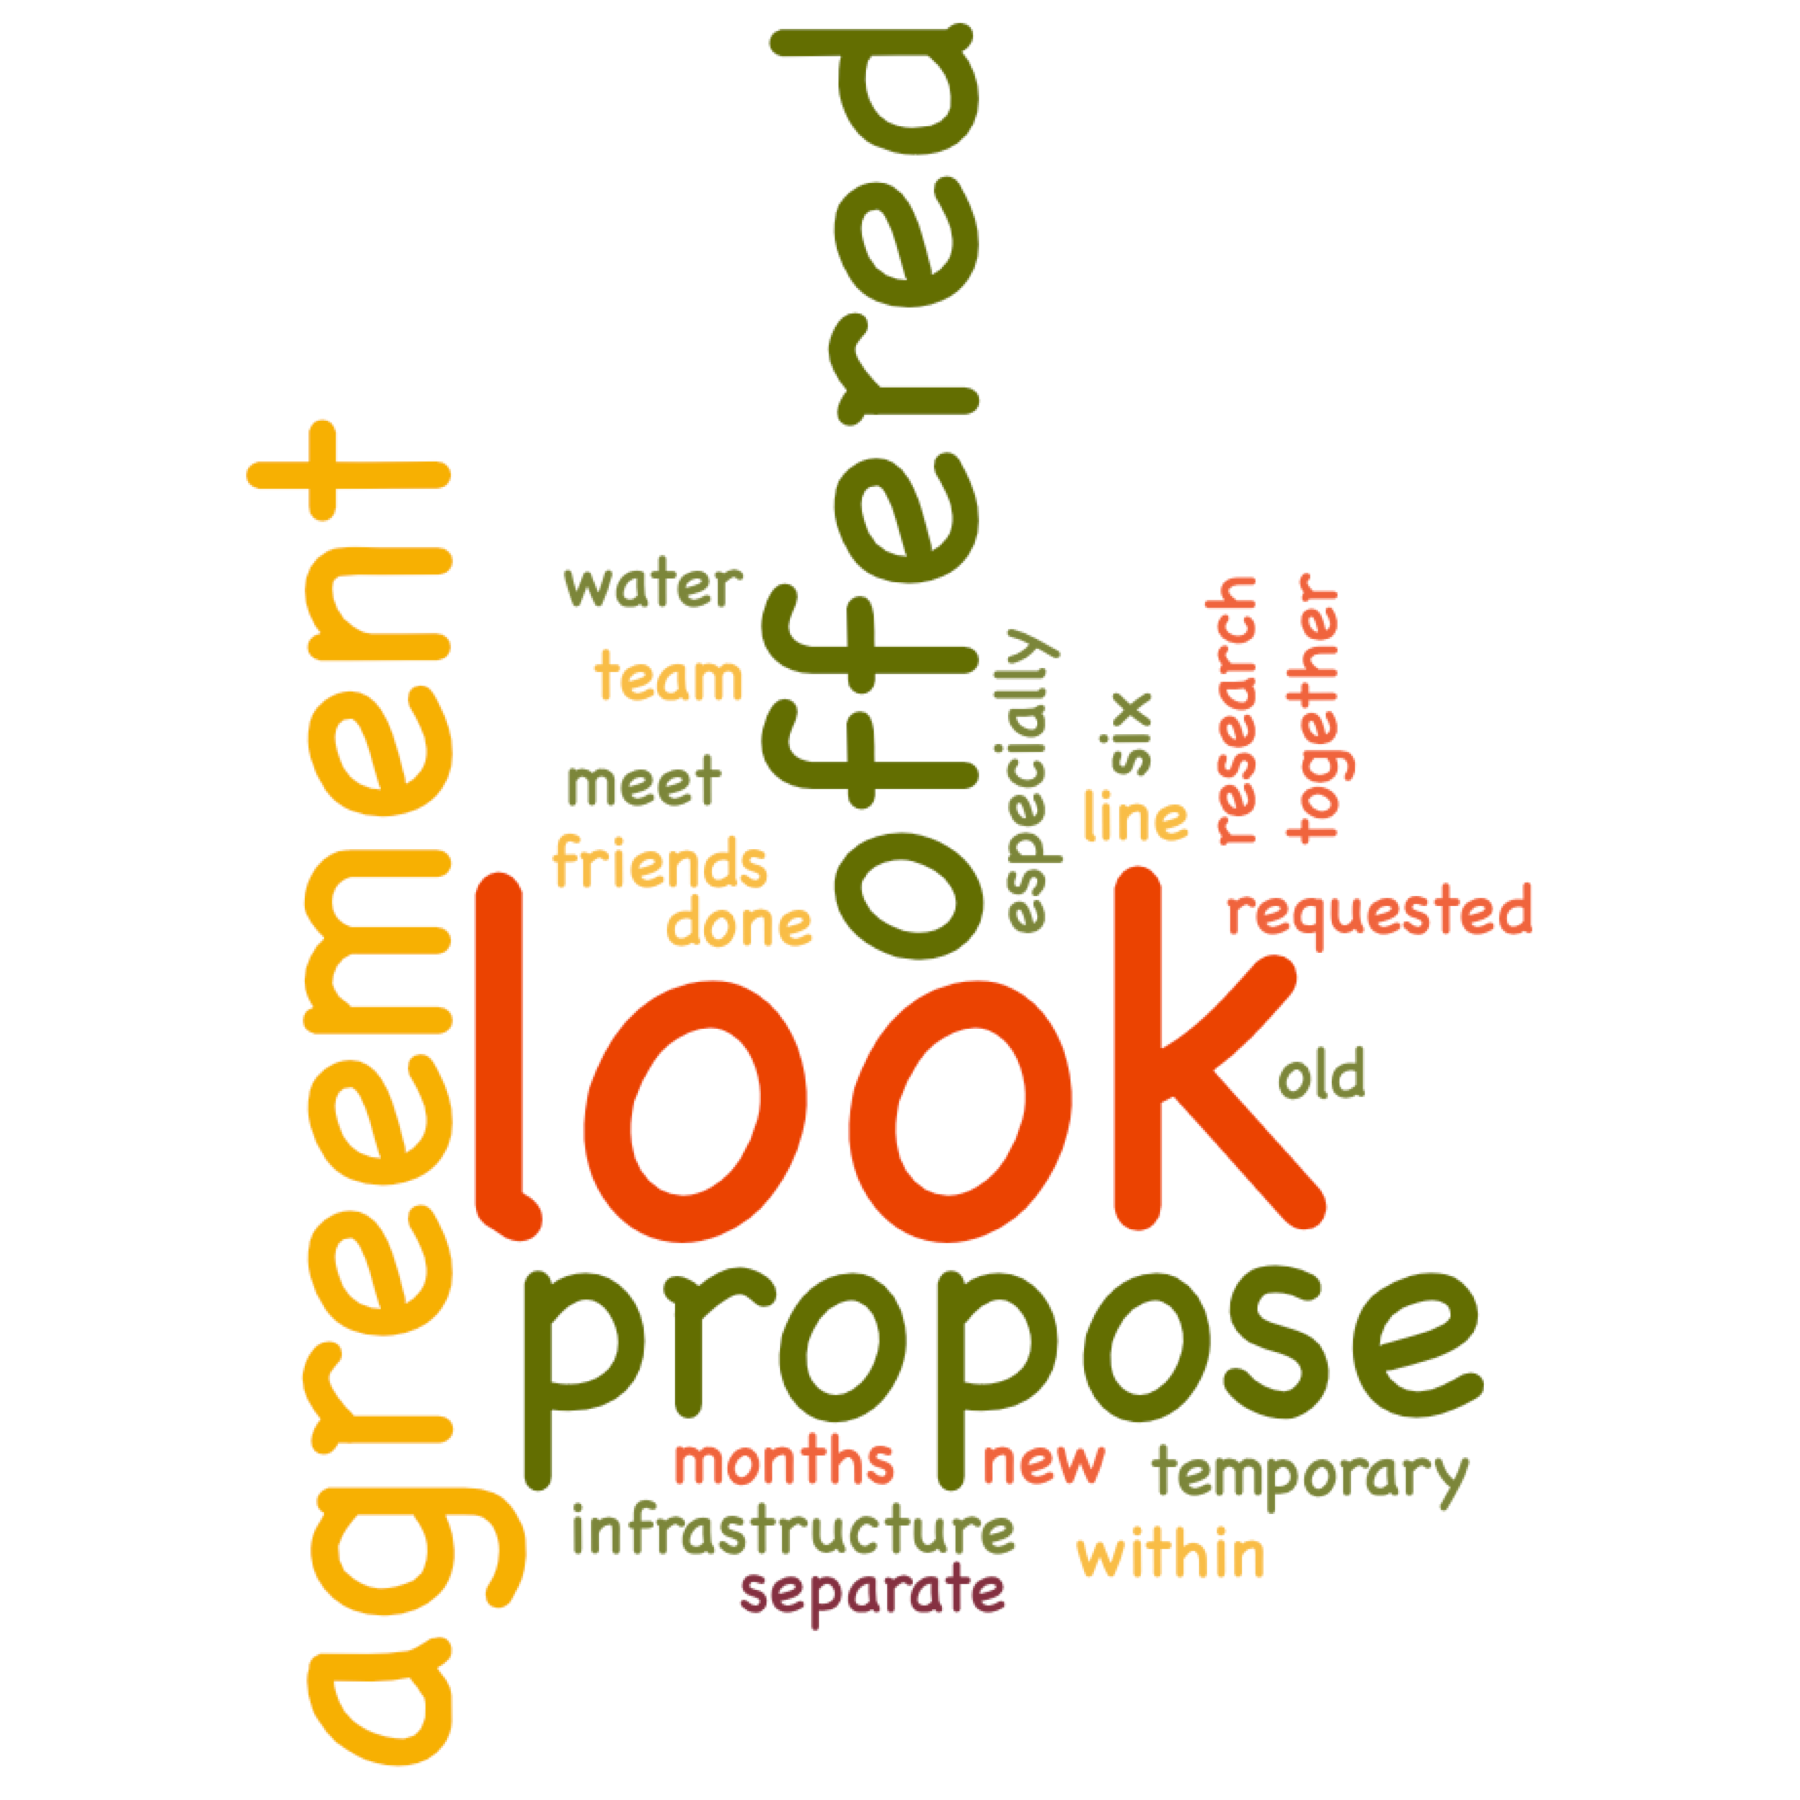 offered
agreement
water
team
meet
friends
done
especially
six
line
research
together
requested
look
old
propose
months
new
temporary
infrastructure
within
separate